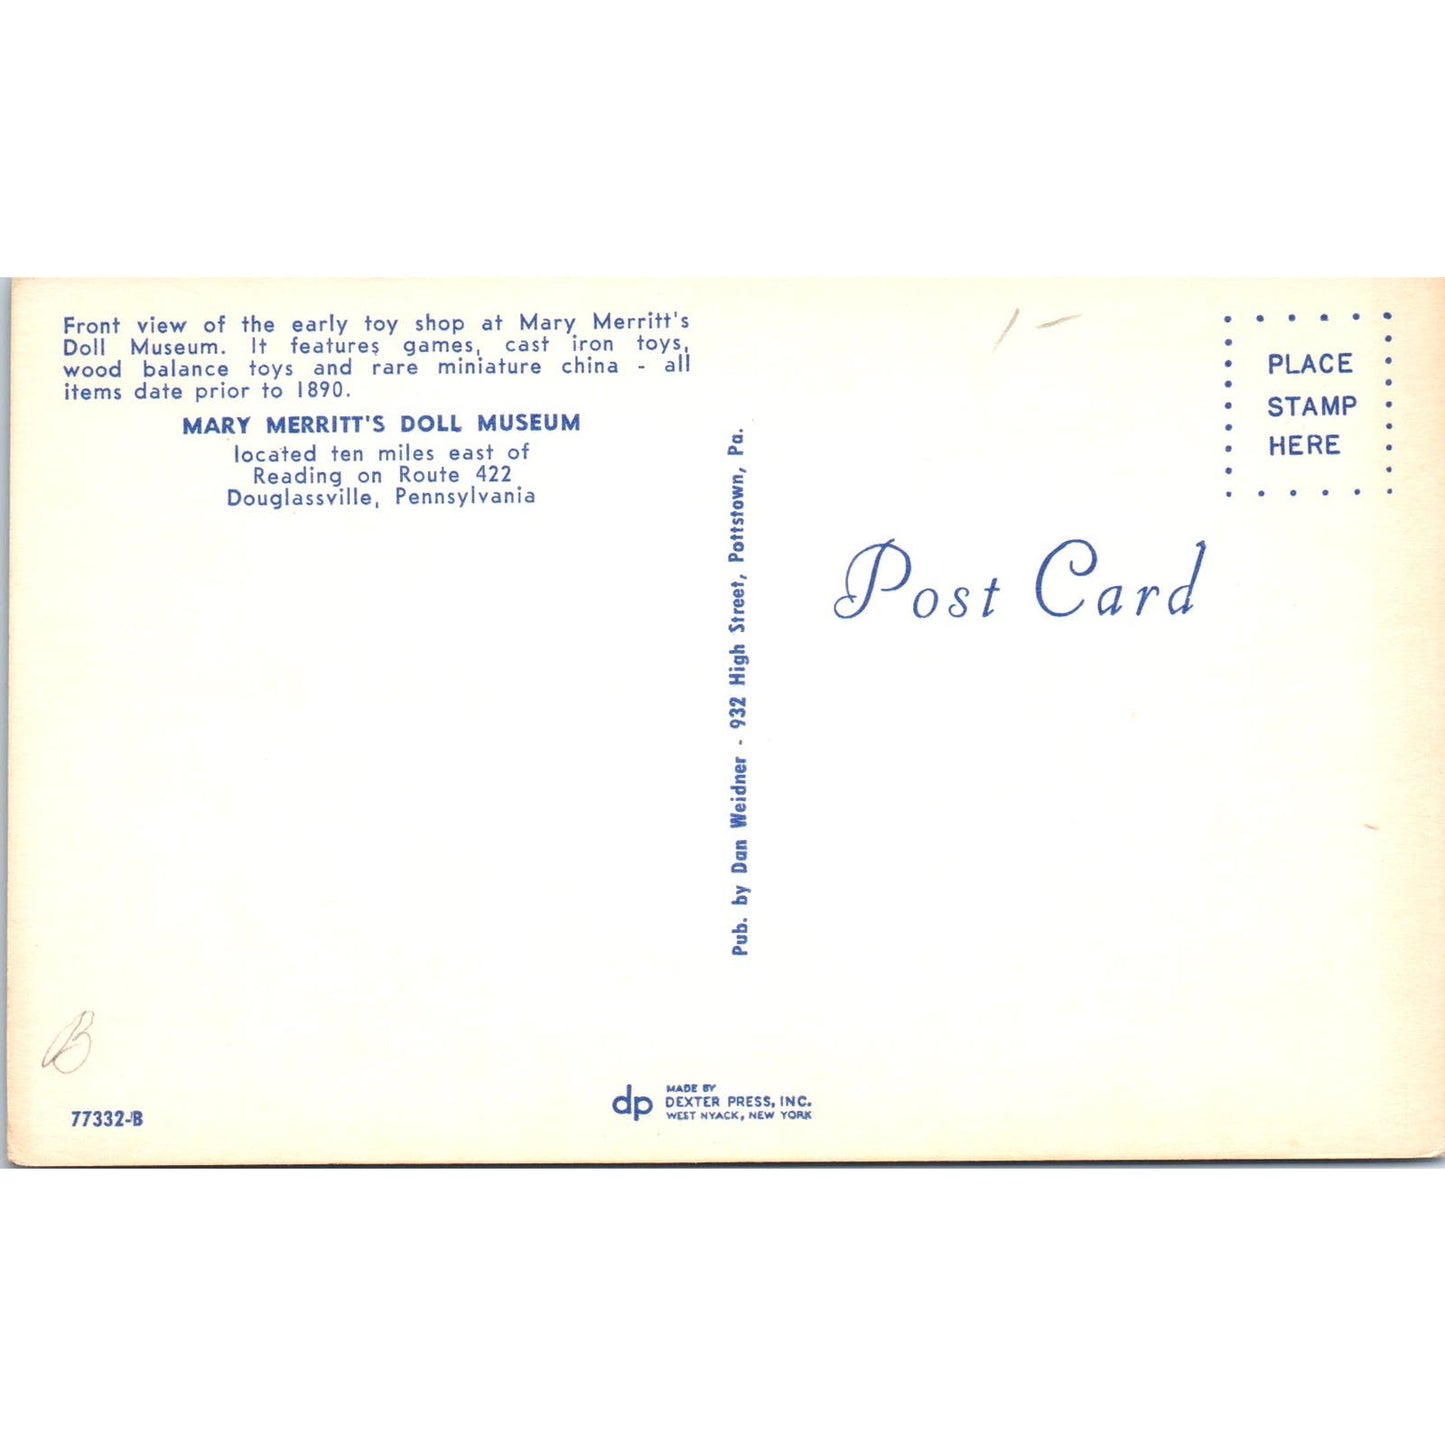 Front view of the early toy shop at Mary Merritt's
Doll Museum. It features games, cast iron toys,
wood balance toys and rare miniature china - all
items date prior to 1890.
MARY MERRITT'S DOLL MUSEUM
located ten miles east of
Reading on Route 422
Douglassville, Pennsylvania
Pub. by Dan Weidner - 932 High Street, Pottstown, Pa.
1 -
PLACE
STAMP
HERE
Post Card
B
77332-B
dp
MADE BY
DEXTER PRESS, INC.
WEST NYACK, NEW YORK